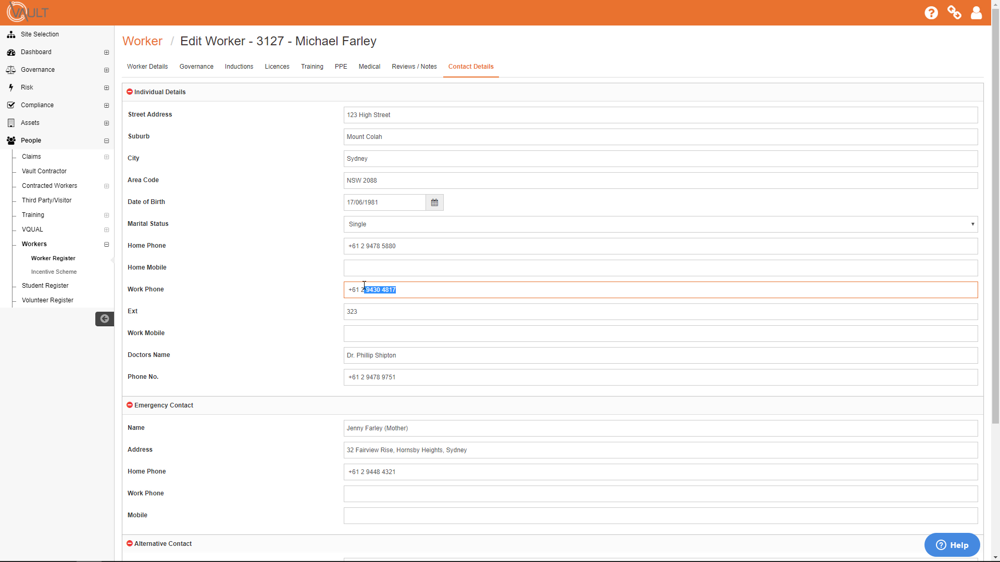 VAULT
Site Selection
Dashboard
Governance
Risk
Compliance
Assets
People
Claims
Vault Contractor
Contracted Workers
Third Party/Visitor
Training
VQUAL
Workers
Worker Register
Incentive Scheme
Student Register
Volunteer Register
Worker / Edit Worker - 3127 - Michael Farley
Worker Details Governance Inductions Licences Training PPE Medical Reviews / Notes Contact Details
Individual Details
Street Address 123 High Street
Suburb Mount Colah
City Sydney
Area Code NSW 2088
Date of Birth 17/06/1981
Marital Status Single
Home Phone +61 2 9478 5880
Home Mobile
Work Phone +61 2 9430 4817
Ext 323
Work Mobile
Doctors Name Dr. Phillip Shipton
Phone No. +61 2 9478 9751
Emergency Contact
Name Jenny Farley (Mother)
Address 32 Fairview Rise, Hornsby Heights, Sydney
Home Phone +61 2 9448 4321
Work Phone
Mobile
Alternative Contact
? Help